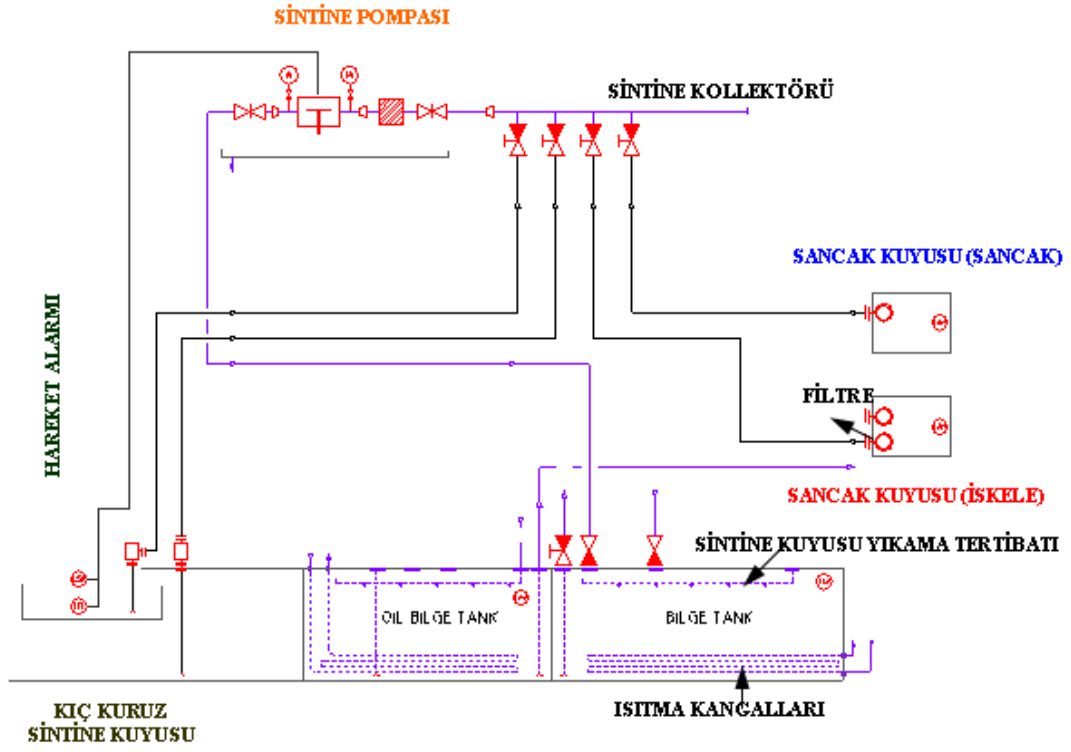 SİNTİNE POMPASI
SİNTİNE KOLLEKTÖRÜ
SANCAK KUYUSU (SANCAK)
HAREKET ALARMI
FİLTRE
SANCAK KUYUSU (İSKELE)
SİNTİNE KUYUSU YIKAMA TERTİBATI
OIL BILGE TANK
BILGE TANK
ISITMA KANGALLARI
KIÇ KURUZ
SİNTİNE KUYUSU